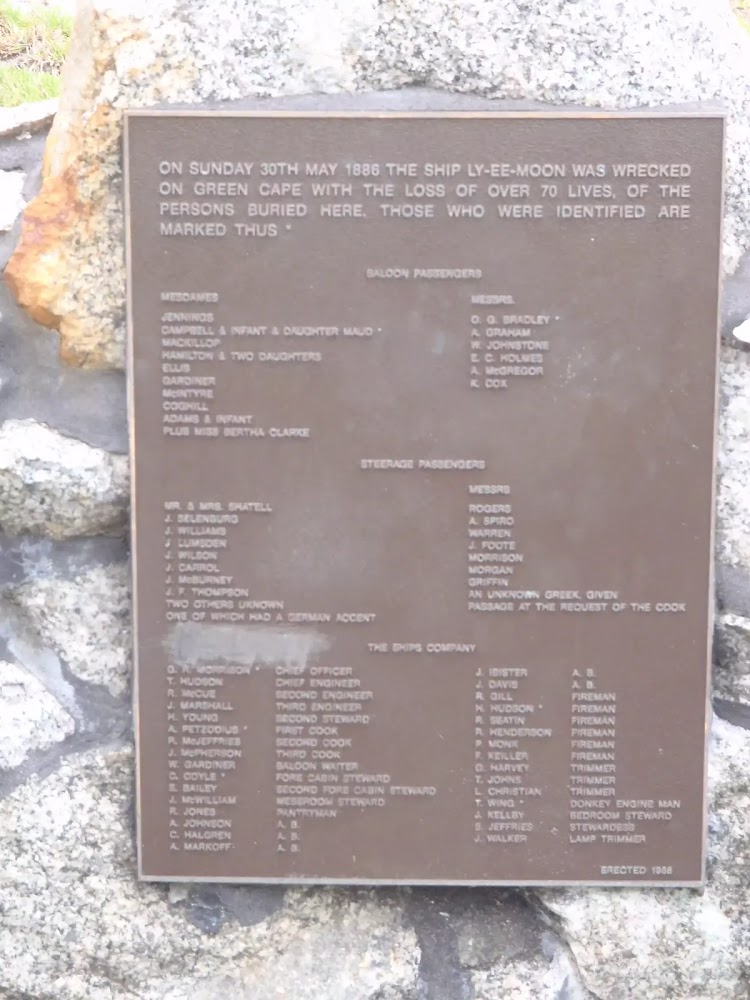 ON SUNDAY 30TH MAY 1886 THE SHIP LY-EE-MOON WAS WRECKED
ON GREEN CAPE WITH THE LOSS OF OVER 70 LIVES, OF THE
PERSONS BURIED HERE, THOSE WHO WERE IDENTIFIED ARE
MARKED THUS *
SALOON PASSENGERS
MESDAMES
JENNINGS
CAMPBELL & INFANT & DAUGHTER MAUD *
MACKILLOP
HAMILTON & TWO DAUGHTERS
ELLIS
GARDINER
McINTYRE
COGHILL
ADAMS & INFANT
PLUS MISS BERTHA CLARKE
MESSRS.
O. G. BRADLEY *
A. GRAHAM
W. JOHNSTONE
E. C. HOLMES
A. McGREGOR
K. COX
STEERAGE PASSENGERS
MR. & MRS. SHATELL
J. SELENBURG
J. WILLIAMS
J. LUMSDEN
J. WILSON
J. CARROL
J. McBURNEY
J. F. THOMPSON
TWO OTHERS UKNOWN
ONE OF WHICH HAD A GERMAN ACCENT
MESSRS
ROGERS
A. SPIRO
WARREN
J. FOOTE
MORRISON
MORGAN
GRIFFIN
AN UNKNOWN GREEK, GIVEN
PASSAGE AT THE REQUEST OF THE COOK
THE SHIPS COMPANY
MORRISON * CHIEF OFFICER
T. HUDSON CHIEF ENGINEER
R. McCUE SECOND ENGINEER
J. MARSHALL THIRD ENGINEER
H. YOUNG SECOND STEWARD
A. PETZODIUS * FIRST COOK
R. McJEFFRIES SECOND COOK
J. McPHERSON THIRD COOK
W. GARDINER SALOON WAITER
C. COYLE * FORE CABIN STEWARD
E. BAILEY SECOND FORE CABIN STEWARD
J. McWILLIAM MESSROOM STEWARD
R. JONES PANTRYMAN
A. JOHNSON A. B.
C. HALGREN A. B.
A. MARKOFF A. B.
J. IBISTER A. B.
J. DAVIS A. B.
R. GILL FIREMAN
H. HUDSON * FIREMAN
R. SEATIN FIREMAN
R. HENDERSON FIREMAN
P. MONK FIREMAN
F. KEILLER FIREMAN
G. HARVEY TRIMMER
T. JOHNS TRIMMER
L. CHRISTIAN TRIMMER
T. WING * DONKEY ENGINE MAN
J. KELLBY BEDROOM STEWARD
S. JEFFRIES STEWARDESS
J. WALKER LAMP TRIMMER
ERECTED 1986